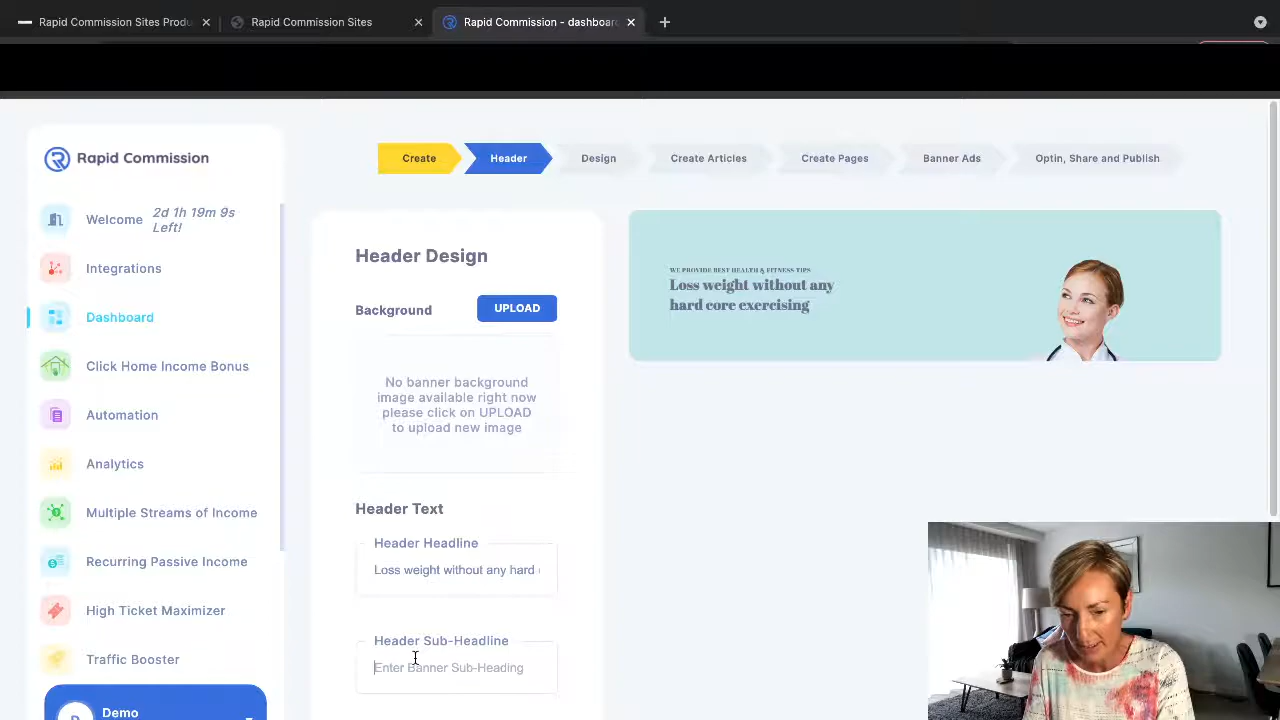 Rapid Commission Sites Produ
Rapid Commission Sites
Rapid Commission - dashboar
Rapid Commission
Welcome
2d 1h 19m 9s
Left!
Integrations
Dashboard
Click Home Income Bonus
Automation
Analytics
Multiple Streams of Income
Recurring Passive Income
High Ticket Maximizer
Traffic Booster
D
Demo
Create
Header
Design
Create Articles
Create Pages
Banner Ads
Optin, Share and Publish
Header Design
Background
UPLOAD
No banner background
image available right now
please click on UPLOAD
to upload new image
Header Text
Header Headline
Loss weight without any hard
Header Sub-Headline
Enter Banner Sub-Heading
WE PROVIDE BEST HEALTH & FITNESS TIPS
Loss weight without any
hard core exercising